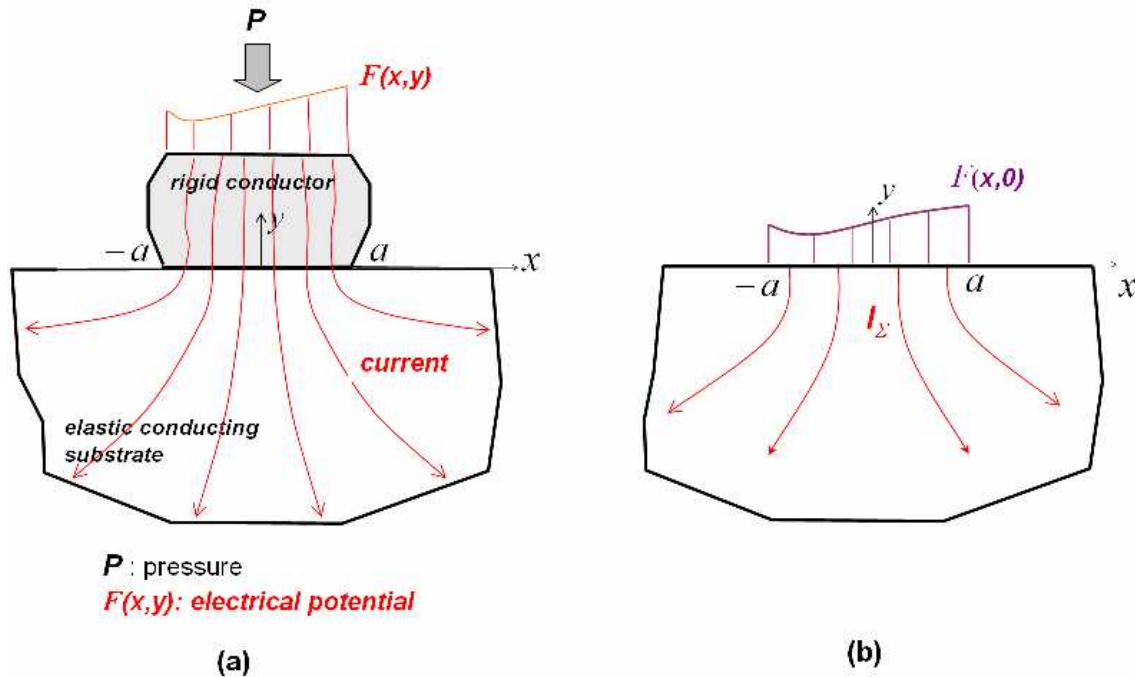 P
F(x,y)
rigid conductor
y
−a
a
x
current
elastic conducting
substrate
P : pressure
F(x,y): electrical potential
(a)
F(x,0)
y
−a
a
x
I_Σ
(b)